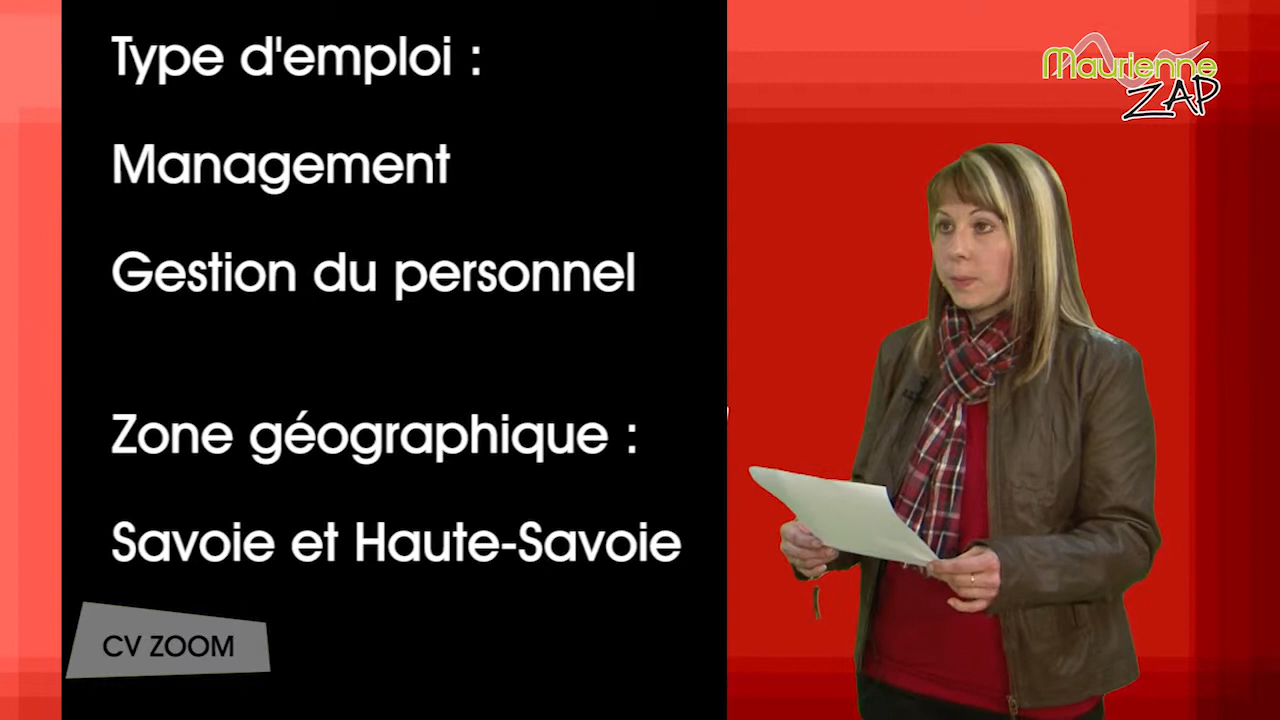 Type d'emploi :
Management
Gestion du personnel
Zone géographique :
Savoie et Haute-Savoie
CV ZOOM
Maurienne
ZAP